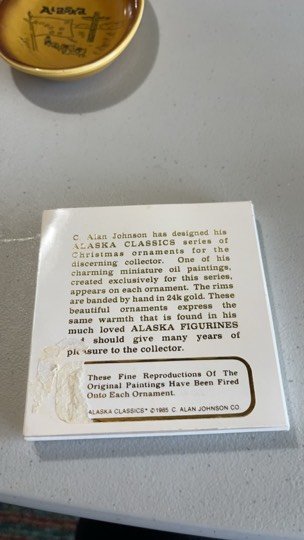 Alaska
C. Alan Johnson has designed his
ALASKA CLASSICS series of
Christmas ornaments for the
discerning collector. One of his
charming miniature oil paintings,
created exclusively for this series,
appears on each ornament. The rims
are banded by hand in 24k gold. These
beautiful ornaments express the
same warmth that is found in his
much loved ALASKA FIGURINES
should give many years of
pleasure to the collector.
These Fine Reproductions Of The
Original Paintings Have Been Fired
Onto Each Ornament.
ALASKA CLASSICS™ ©1985 C. ALAN JOHNSON CO.